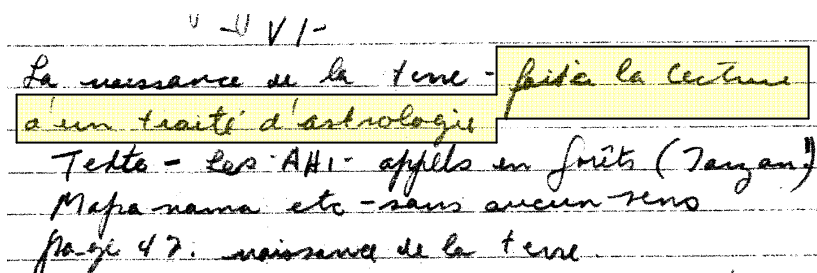 VI-
La naissance de la terre - fait à la lecture
d'un traité d'astrologie
Texte - Les AHI - appels en forêts (Tarzan!)
Mapanama etc - sans aucun sens
page 47. naissance de la terre.